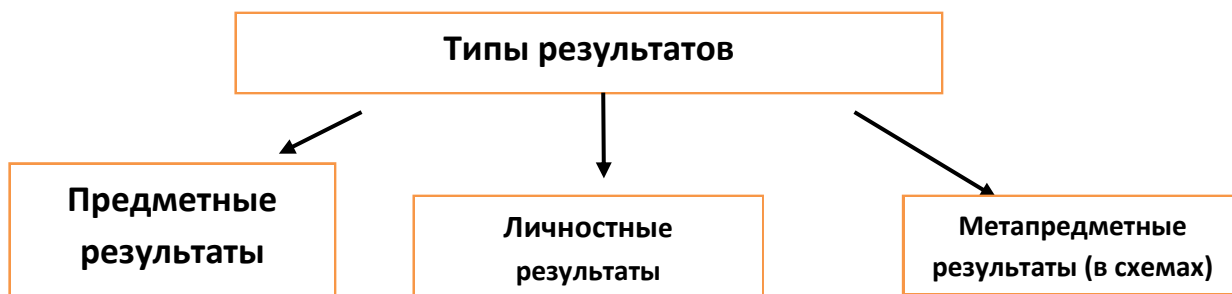 Типы результатов
Предметные
результаты
Личностные
результаты
Метапредметные
результаты (в схемах)